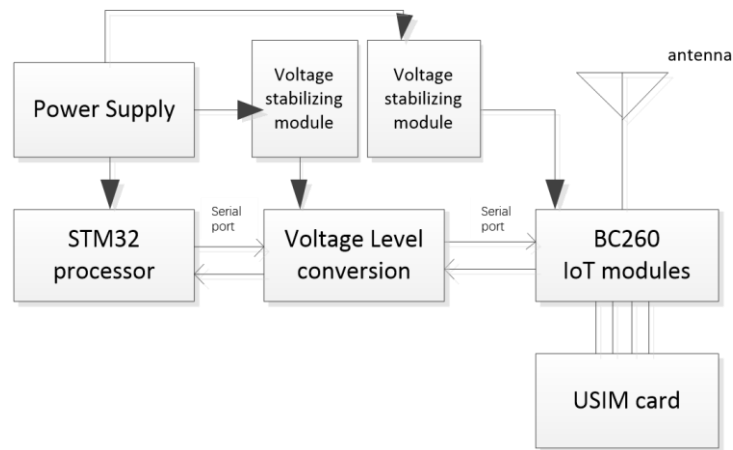 antenna
Power Supply
Voltage
stabilizing
module
Voltage
stabilizing
module
STM32
processor
Serial
port
Voltage Level
conversion
Serial
port
BC260
IoT modules
USIM card